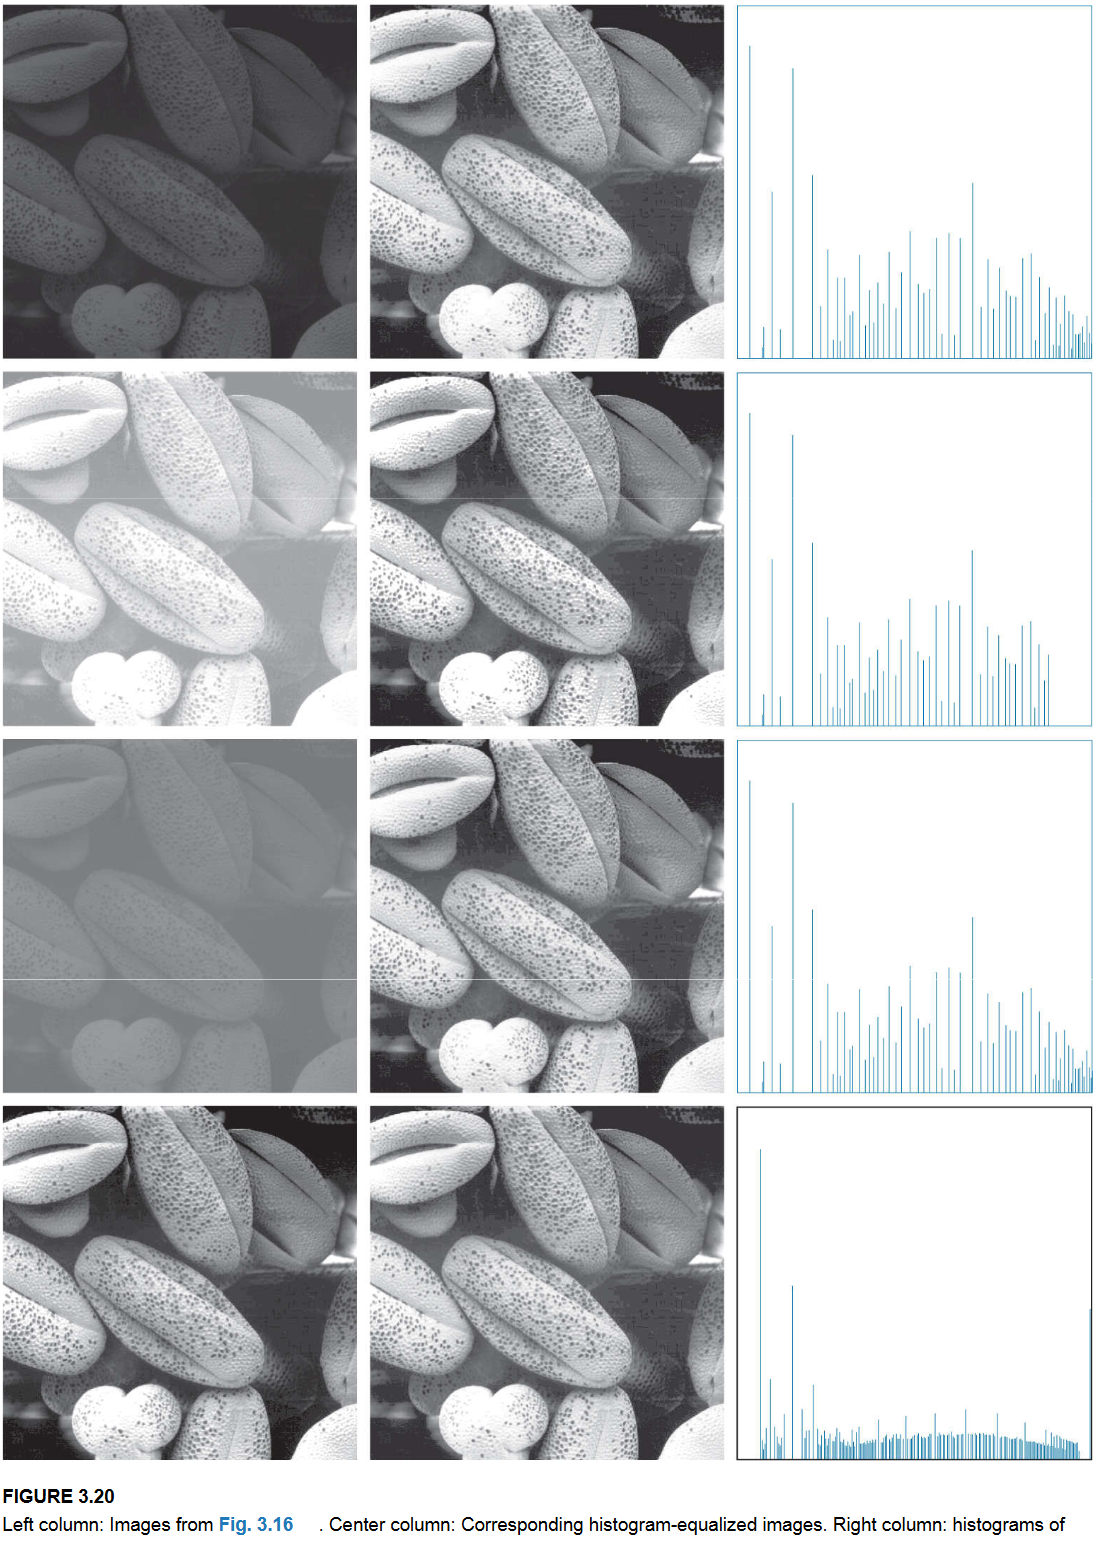 FIGURE 3.20
Left column: Images from Fig. 3.16 . Center column: Corresponding histogram-equalized images. Right column: histograms of